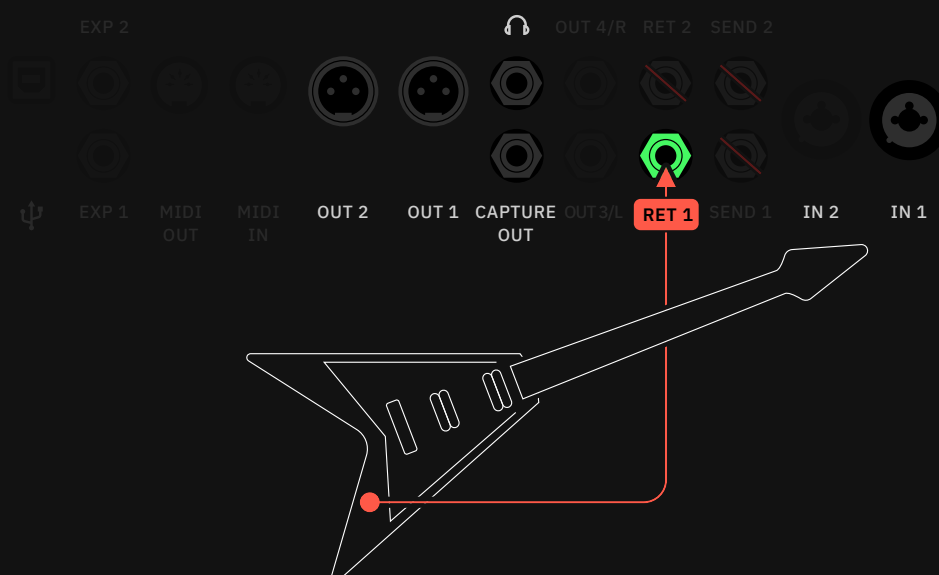 EXP 2
OUT 4/R
RET 2
SEND 2
EXP 1
MIDI
OUT
MIDI
IN
OUT 2
OUT 1
CAPTURE
OUT
OUT 3/L
RET 1
SEND 1
IN 2
IN 1